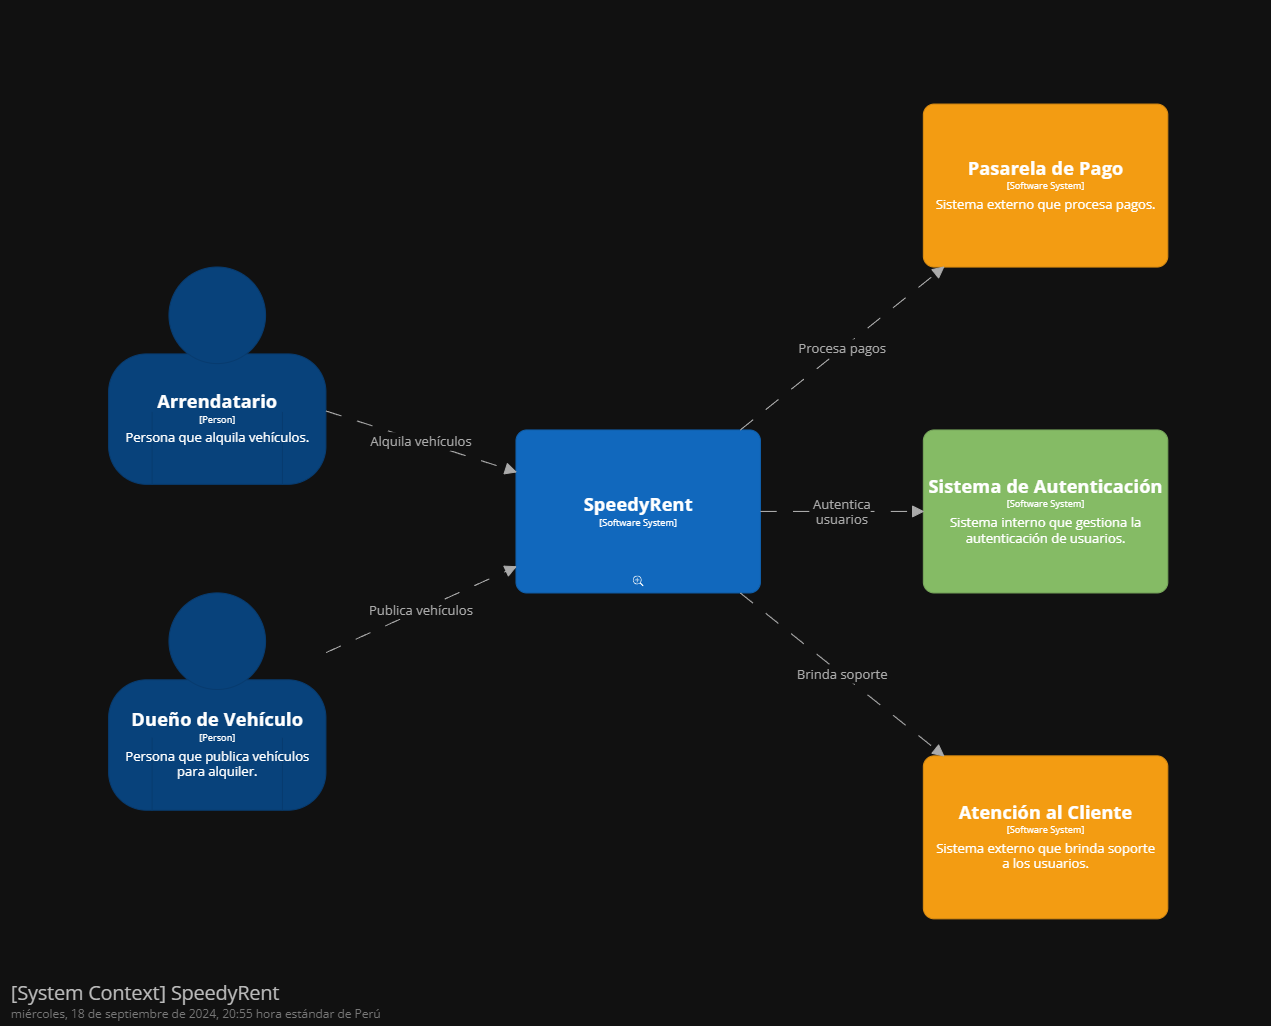 Pasarela de Pago
[Software System]
Sistema externo que procesa pagos.
Procesa pagos
Arrendatario
[Person]
Persona que alquila vehículos.
Alquila vehículos
SpeedyRent
[Software System]
Autentica
usuarios
Sistema de Autenticación
[Software System]
Sistema interno que gestiona la
autenticación de usuarios.
Publica vehículos
Dueño de Vehículo
[Person]
Persona que publica vehículos
para alquiler.
Brinda soporte
Atención al Cliente
[Software System]
Sistema externo que brinda soporte
a los usuarios.
[System Context] SpeedyRent
miércoles, 18 de septiembre de 2024, 20:55 hora estándar de Perú